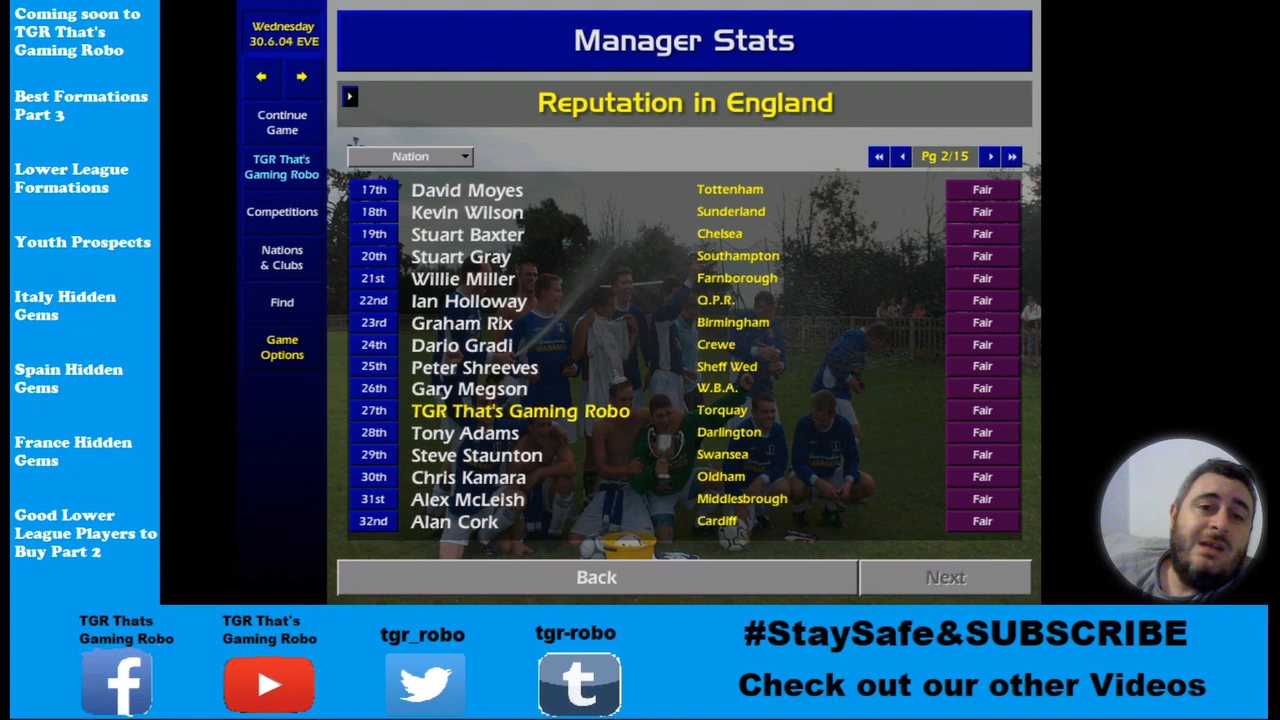 Coming soon to
TGR That's
Gaming Robo
Best Formations
Part 3
Lower League
Formations
Youth Prospects
Italy Hidden
Gems
Spain Hidden
Gems
France Hidden
Gems
Good Lower
League Players to
Buy Part 2
Wednesday
30.6.04 EVE
Continue
Game
TGR That's
Gaming Robo
Competitions
Nations
& Clubs
Find
Game
Options
Manager Stats
Reputation in England
Nation
Pg 2/15
17th David Moyes Tottenham Fair
18th Kevin Wilson Sunderland Fair
19th Stuart Baxter Chelsea Fair
20th Stuart Gray Southampton Fair
21st Willie Miller Farnborough Fair
22nd Ian Holloway Q.P.R. Fair
23rd Graham Rix Birmingham Fair
24th Dario Gradi Crewe Fair
25th Peter Shreeves Sheff Wed Fair
26th Gary Megson W.B.A. Fair
27th TGR That's Gaming Robo Torquay Fair
28th Tony Adams Darlington Fair
29th Steve Staunton Swansea Fair
30th Chris Kamara Oldham Fair
31st Alex McLeish Middlesbrough Fair
32nd Alan Cork Cardiff Fair
Back Next
TGR Thats
Gaming Robo
TGR That's
Gaming Robo
tgr_robo
tgr-robo
#StaySafe&SUBSCRIBE
Check out our other Videos